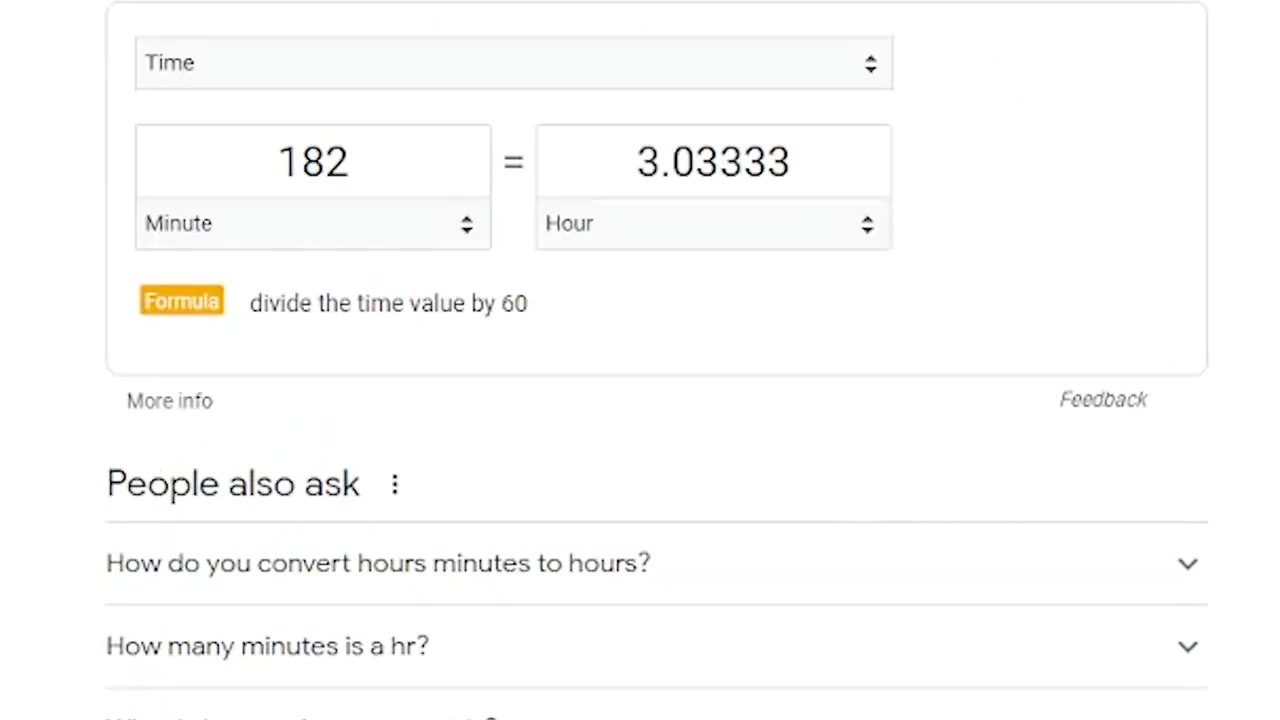 Time
182 = 3.03333
Minute Hour
Formula divide the time value by 60
More info Feedback
People also ask
How do you convert hours minutes to hours?
How many minutes is a hr?